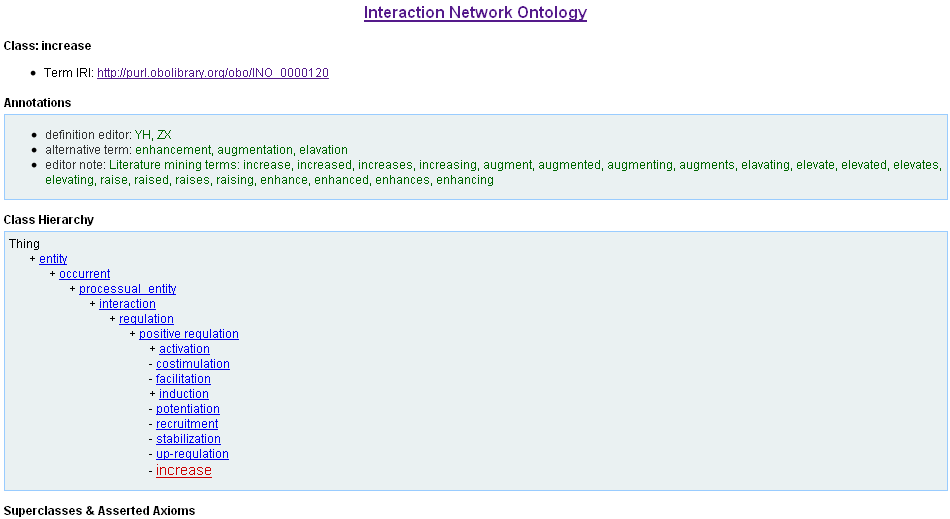 Interaction Network Ontology
Class: increase
• Term IRI: http://purl.obolibrary.org/obo/INO_0000120
Annotations
• definition editor: YH, ZX
• alternative term: enhancement, augmentation, elavation
• editor note: Literature mining terms: increase, increased, increases, increasing, augment, augmented, augmenting, augments, elavating, elevate, elevated, elevates,
elevating, raise, raised, raises, raising, enhance, enhanced, enhances, enhancing
Class Hierarchy
Thing
+ entity
+ occurrent
+ processual_entity
+ interaction
+ regulation
+ positive regulation
+ activation
- costimulation
- facilitation
+ induction
- potentiation
- recruitment
- stabilization
- up-regulation
- increase
Superclasses & Asserted Axioms